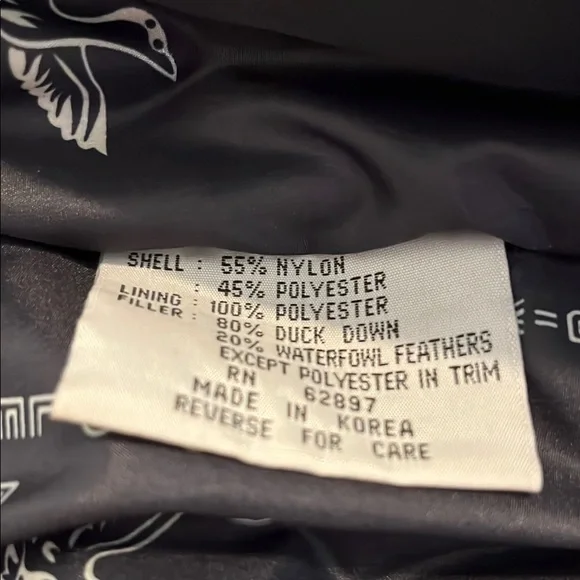 SHELL : 55% NYLON
: 45% POLYESTER
LINING : 100% POLYESTER
FILLER : 80% DUCK DOWN
20% WATERFOWL FEATHERS
EXCEPT POLYESTER IN TRIM
RN 62897
MADE IN KOREA
REVERSE FOR CARE